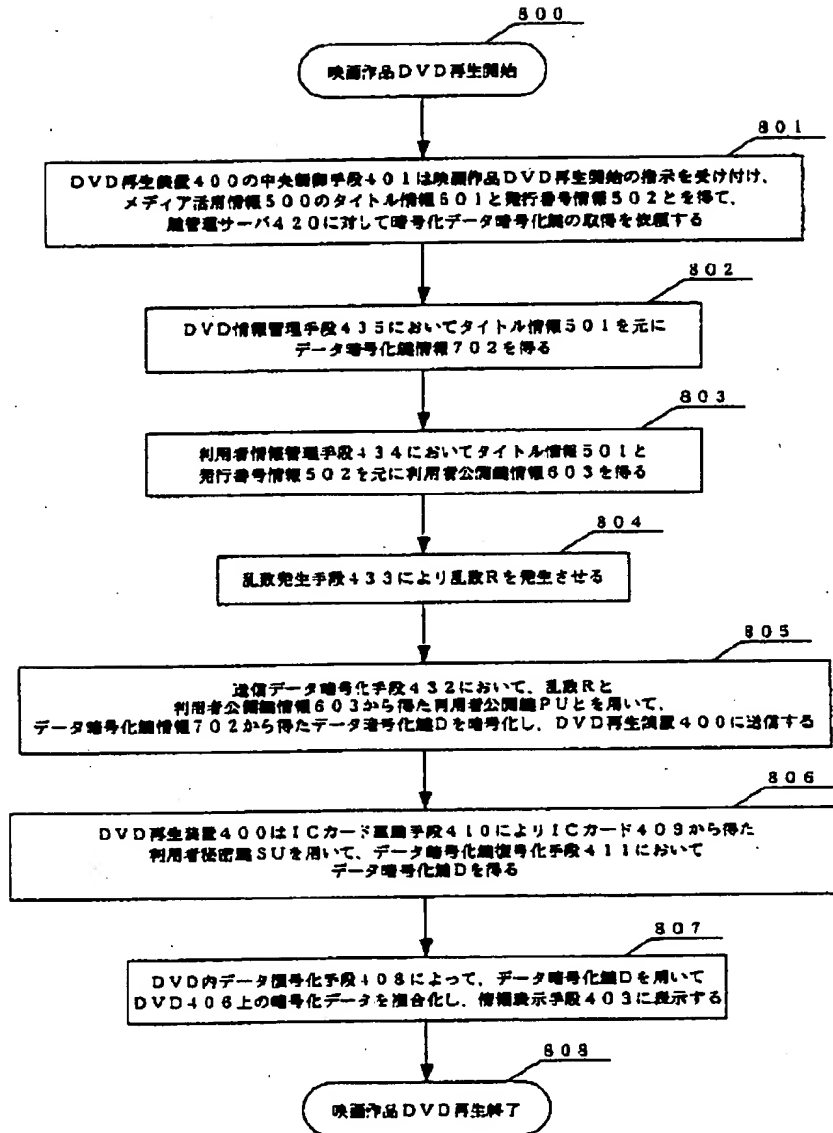 800
映画作品DVD再生開始
801
DVD再生装置400の中央制御手段401は映画作品DVD再生開始の指示を受け付け、
メディア活用情報500のタイトル情報501と発行番号情報502とを得て、
鍵管理サーバ420に対して暗号化データ暗号化鍵の取得を依頼する
802
DVD情報管理手段435においてタイトル情報501を元に
データ暗号化鍵情報702を得る
803
利用者情報管理手段434においてタイトル情報501と
発行番号情報502を元に利用者公開鍵情報603を得る
804
乱数発生手段433により乱数Rを発生させる
805
送信データ暗号化手段432において、乱数Rと
利用者公開鍵情報603から得た利用者公開鍵PUとを用いて、
データ暗号化鍵情報702から得たデータ暗号化鍵Dを暗号化し、DVD再生装置400に送信する
806
DVD再生装置400はICカード駆動手段410によりICカード409から得た
利用者秘密鍵SUを用いて、データ暗号化鍵復号化手段411において
データ暗号化鍵Dを得る
807
DVD内データ復号化手段408によって、データ暗号化鍵Dを用いて
DVD406上の暗号化データを復合化し、情報表示手段403に表示する
808
映画作品DVD再生終了